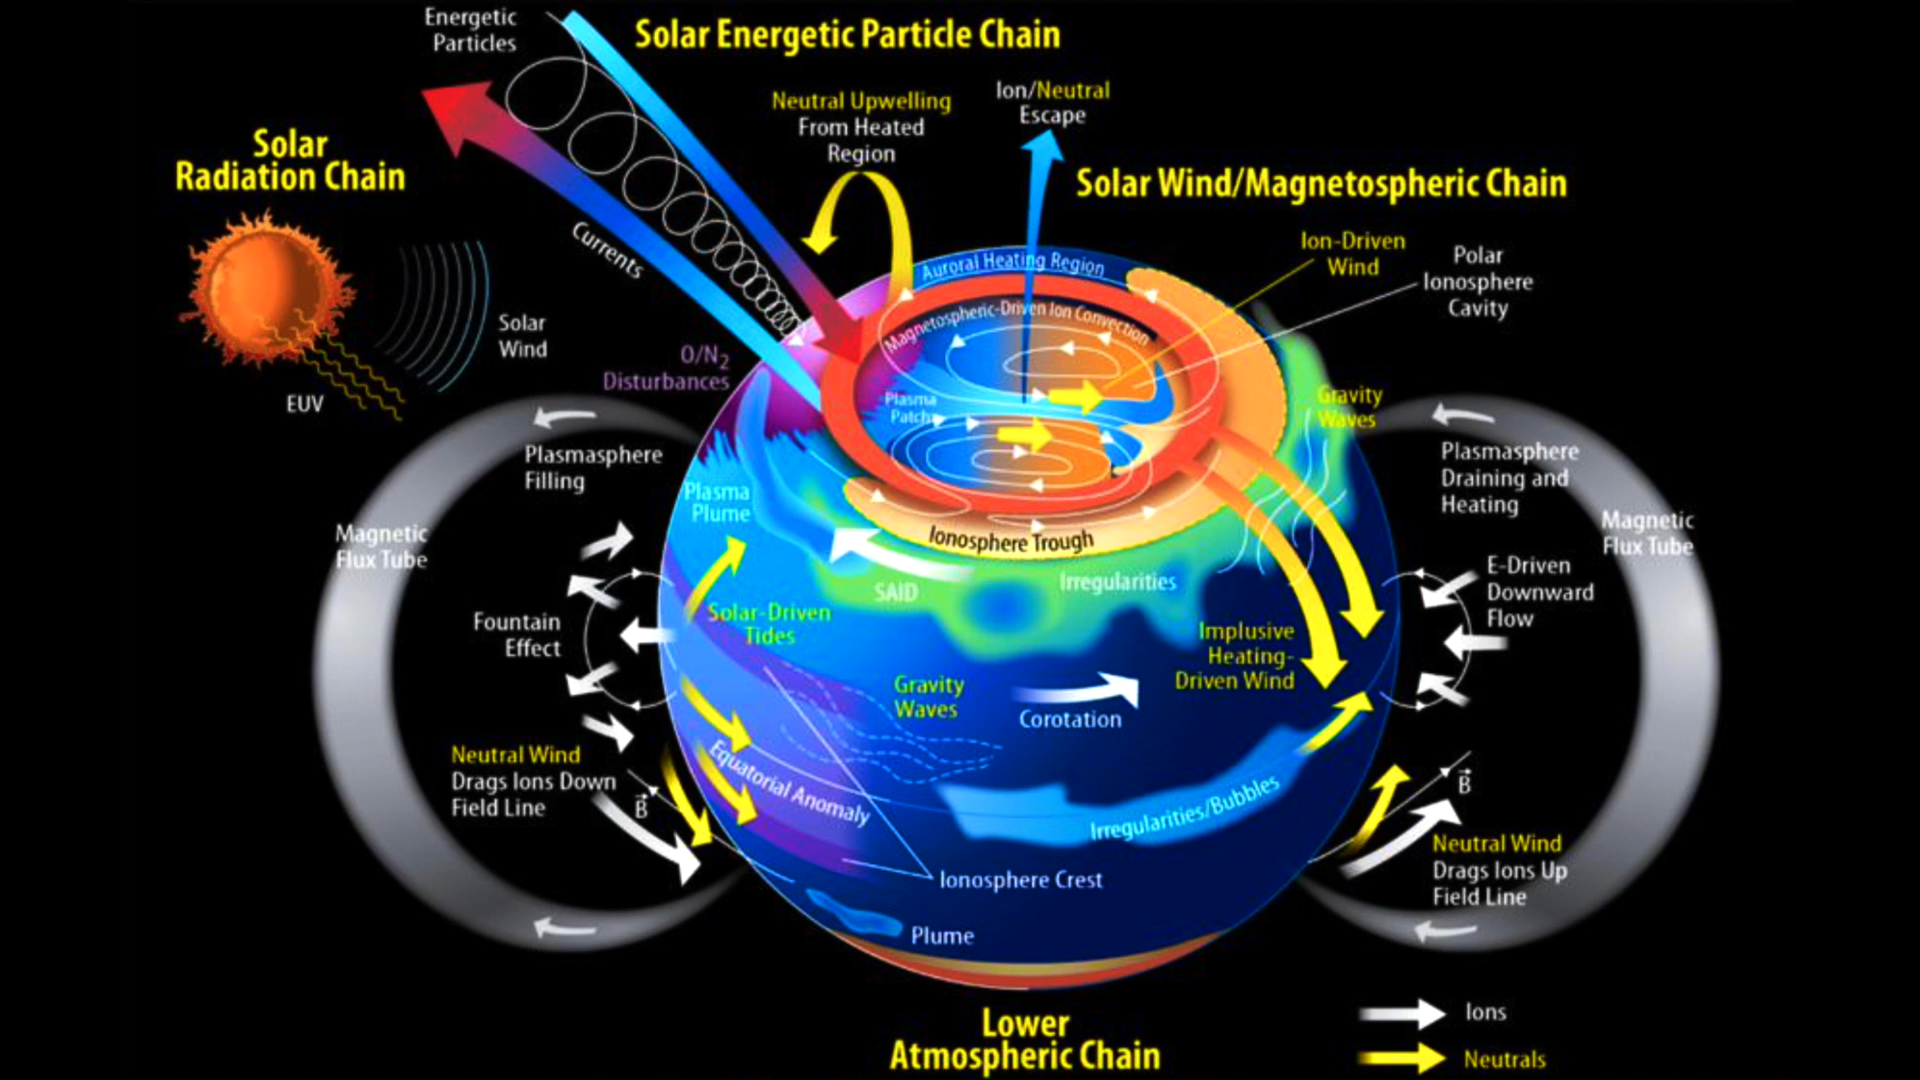 Energetic
Particles
Solar Energetic Particle Chain
Neutral Upwelling
From Heated
Region
Ion/Neutral
Escape
Solar
Radiation Chain
Solar Wind/Magnetospheric Chain
Currents
Ion-Driven
Wind
Polar
Ionosphere
Cavity
Auroral Heating Region
Magnetospheric-Driven Ion Convection
Solar
Wind
EUV
O/N2
Disturbances
Plasma
Patch
Gravity
Waves
Plasmasphere
Filling
Plasmasphere
Draining and
Heating
Magnetic
Flux Tube
Magnetic
Flux Tube
Plasma
Plume
Ionosphere Trough
SAID
Irregularities
E-Driven
Downward
Flow
Fountain
Effect
Solar-Driven
Tides
Implusive
Heating-
Driven Wind
Gravity
Waves
Corotation
Neutral Wind
Drags Ions Down
Field Line
B
Equatorial Anomaly
Irregularities/Bubbles
B
Neutral Wind
Drags Ions Up
Field Line
Ionosphere Crest
Plume
Lower
Atmospheric Chain
Ions
Neutrals